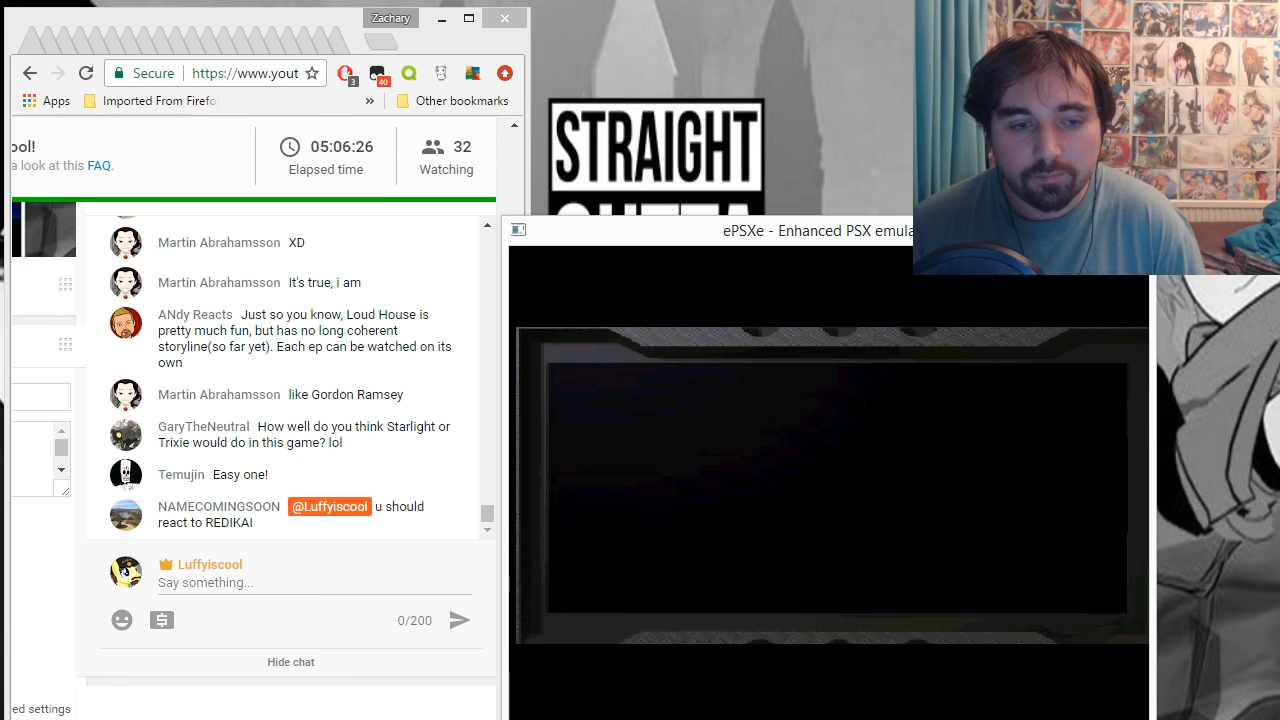 Zachary
Secure
https://www.yout
3
40
Apps
Imported From Firefo
»
Other bookmarks
ool!
a look at this FAQ.
05:06:26
Elapsed time
32
Watching
STRAIGHT
ePSXe - Enhanced PSX emula
Martin Abrahamsson XD
Martin Abrahamsson It's true, i am
ANdy Reacts Just so you know, Loud House is
pretty much fun, but has no long coherent
storyline(so far yet). Each ep can be watched on its
own
Martin Abrahamsson like Gordon Ramsey
GaryTheNeutral How well do you think Starlight or
Trixie would do in this game? lol
Temujin Easy one!
NAMECOMINGSOON @Luffyiscool u should
react to REDIKAI
Luffyiscool
Say something...
0/200
Hide chat
ed settings